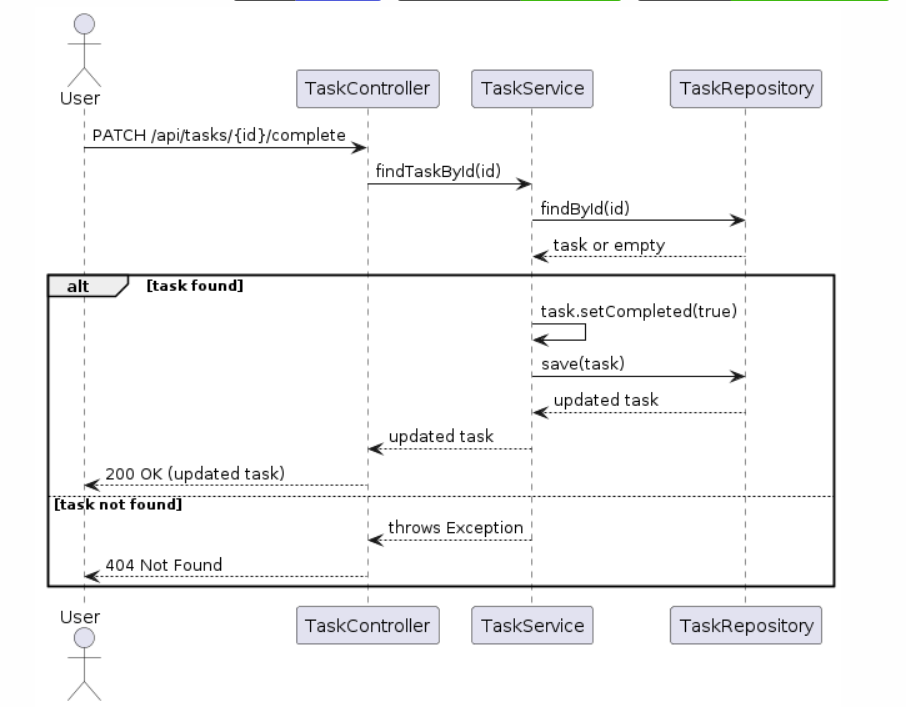 User
TaskController
TaskService
TaskRepository
PATCH /api/tasks/{id}/complete
findTaskById(id)
findById(id)
task or empty
alt
[task found]
task.setCompleted(true)
save(task)
updated task
updated task
200 OK (updated task)
[task not found]
throws Exception
404 Not Found
User
TaskController
TaskService
TaskRepository